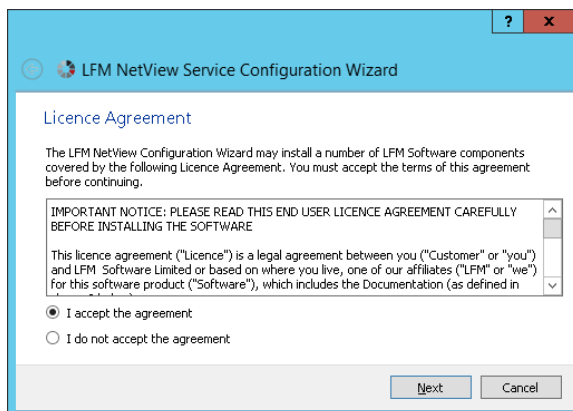 ? x
LFM NetView Service Configuration Wizard
Licence Agreement
The LFM NetView Configuration Wizard may install a number of LFM Software components
covered by the following Licence Agreement. You must accept the terms of this agreement
before continuing.
IMPORTANT NOTICE: PLEASE READ THIS END USER LICENCE AGREEMENT CAREFULLY
BEFORE INSTALLING THE SOFTWARE
This licence agreement ("Licence") is a legal agreement between you ("Customer" or "you")
and LFM Software Limited or based on where you live, one of our affiliates ("LFM" or "we")
for this software product ("Software"), which includes the Documentation (as defined in
I accept the agreement
I do not accept the agreement
Next Cancel